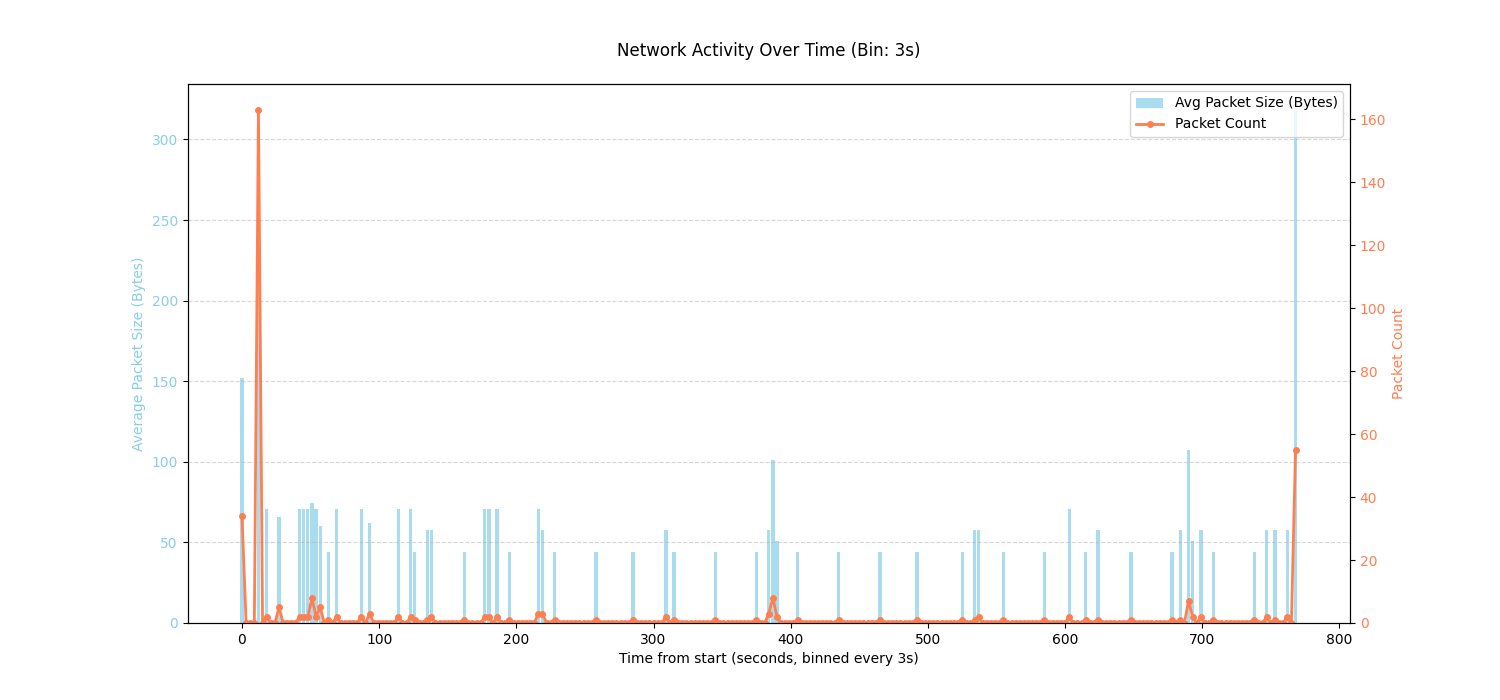 Network Activity Over Time (Bin: 3s)
Avg Packet Size (Bytes)
Packet Count
300
250
200
150
100
50
0
Average Packet Size (Bytes)
160
140
120
100
80
60
40
20
0
Packet Count
0 100 200 300 400 500 600 700 800
Time from start (seconds, binned every 3s)